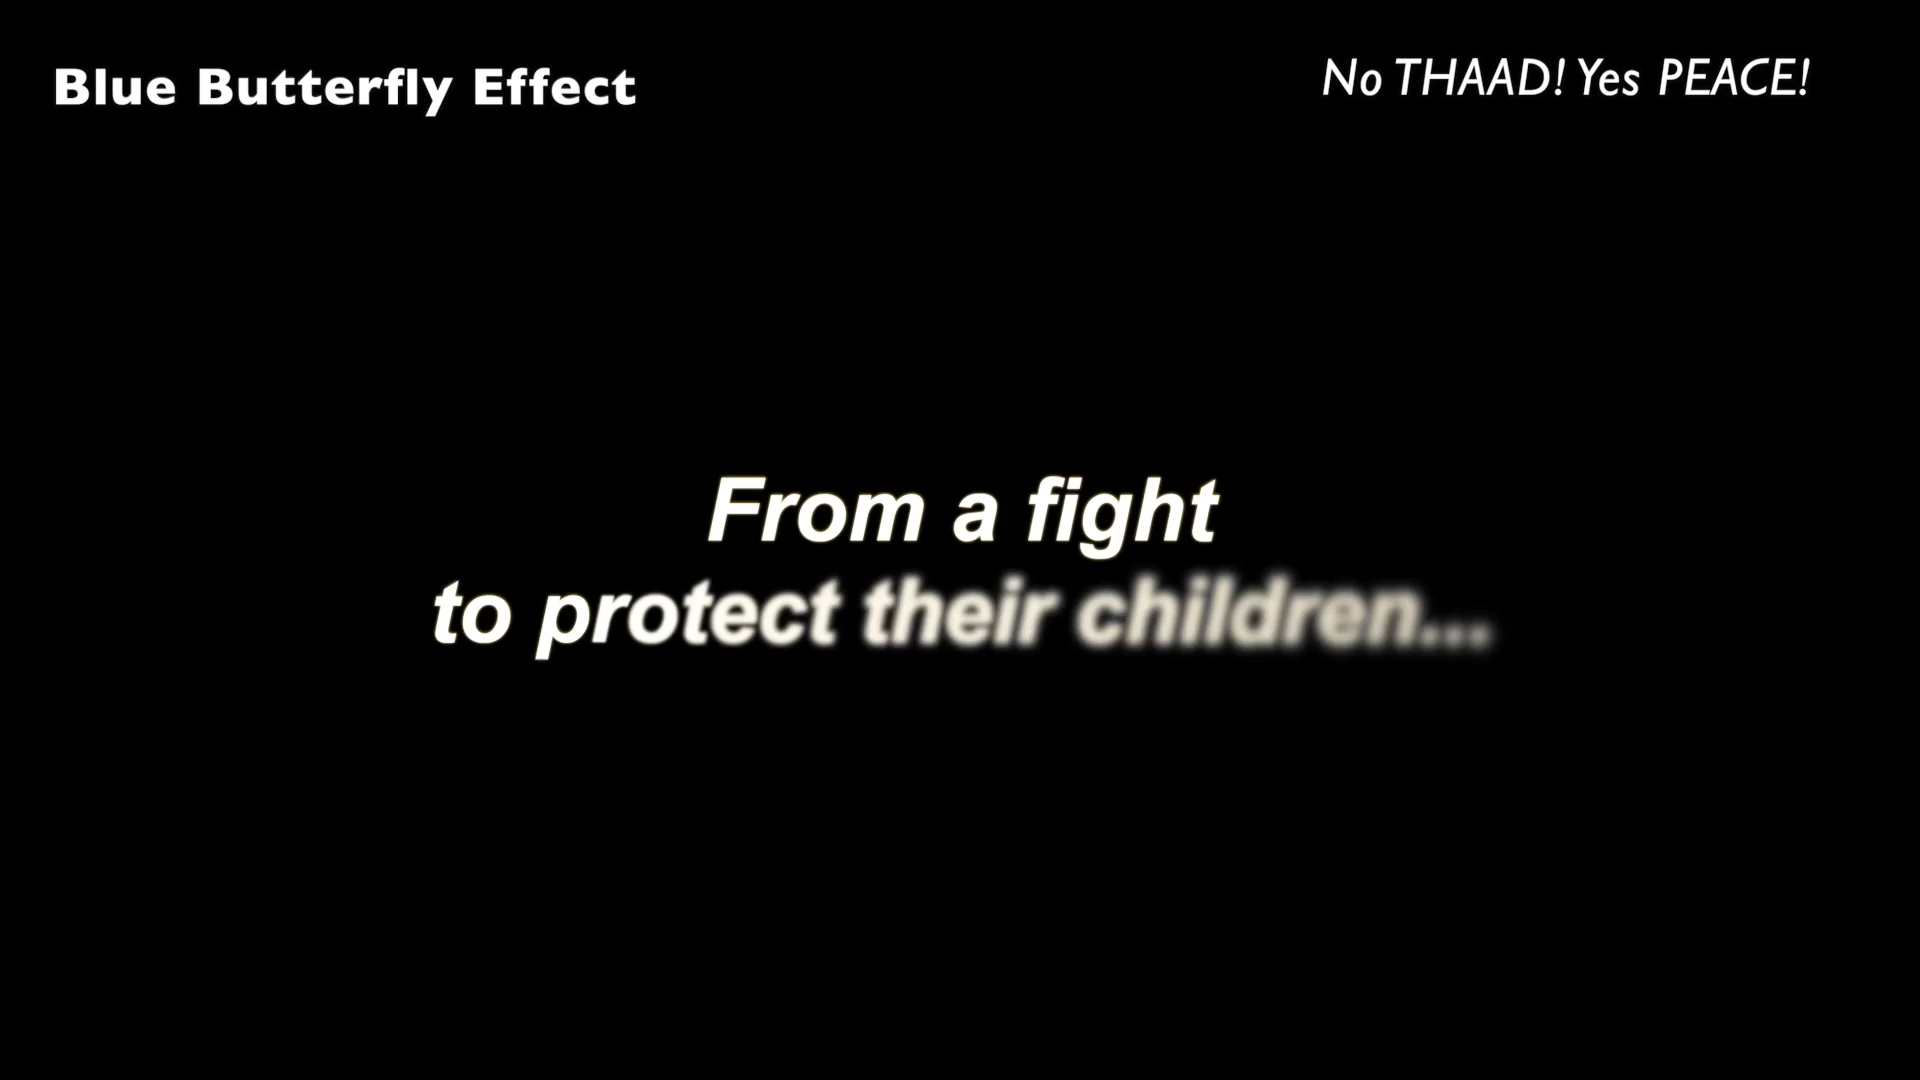 Blue Butterfly Effect
No THAAD! Yes PEACE!
From a fight
to protect their children...